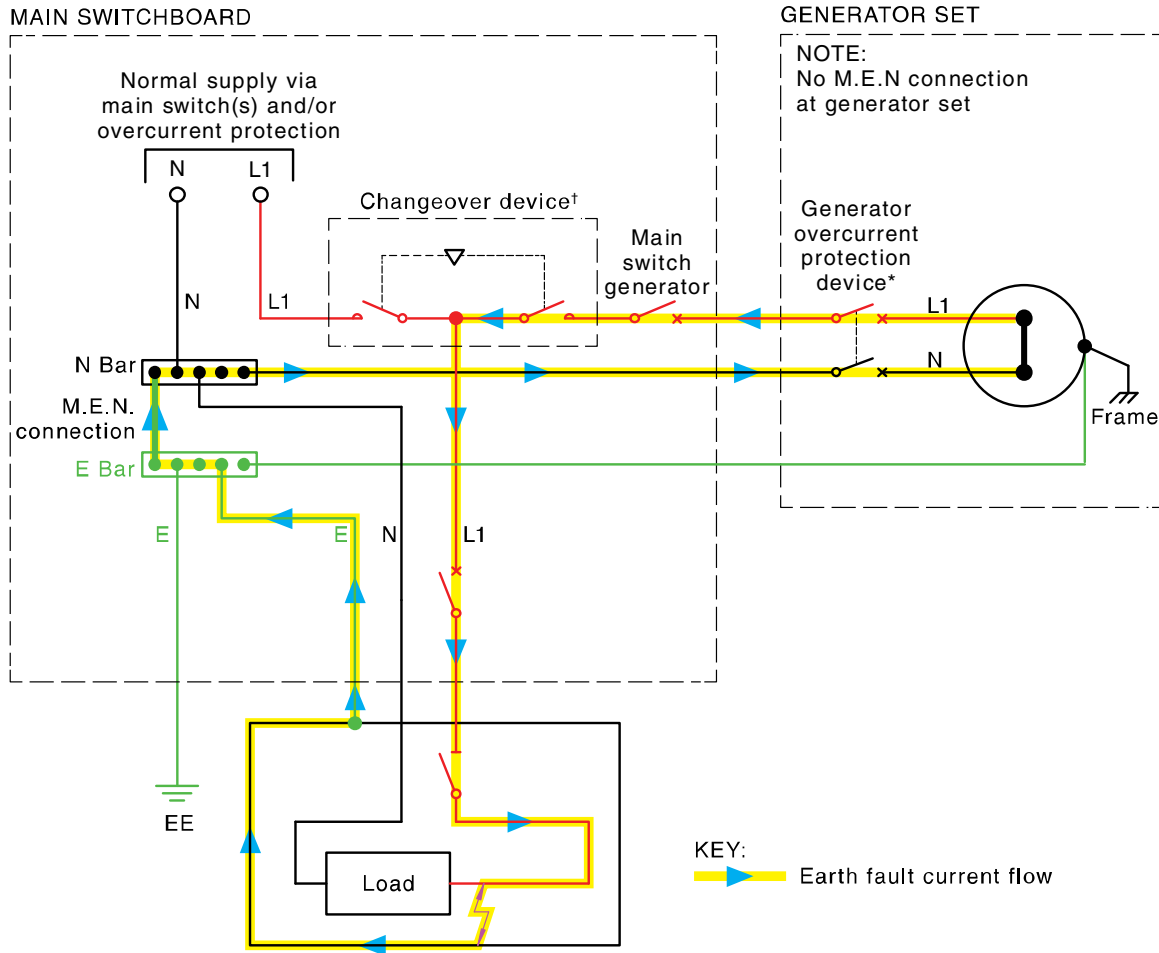 MAIN SWITCHBOARD
GENERATOR SET
NOTE:
No M.E.N connection
at generator set
Normal supply via
main switch(s) and/or
overcurrent protection
N
L1
Changeover device†
Main
switch
generator
Generator
overcurrent
protection
device*
N
L1
L1
N Bar
N
M.E.N.
connection
Frame
E Bar
E
E
N
L1
EE
Load
KEY:
Earth fault current flow